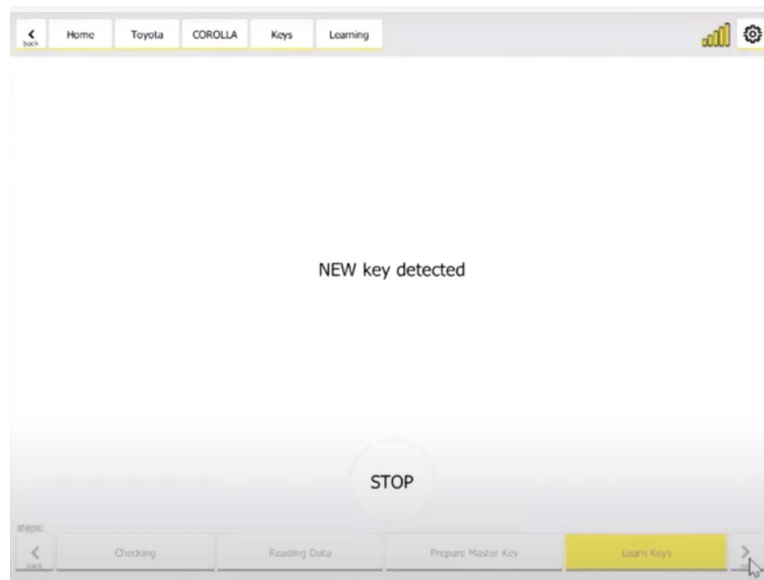 back Home Toyota COROLLA Keys Learning
NEW key detected
STOP
steps:
back Checking Reading Data Prepare Master Key Learn Keys